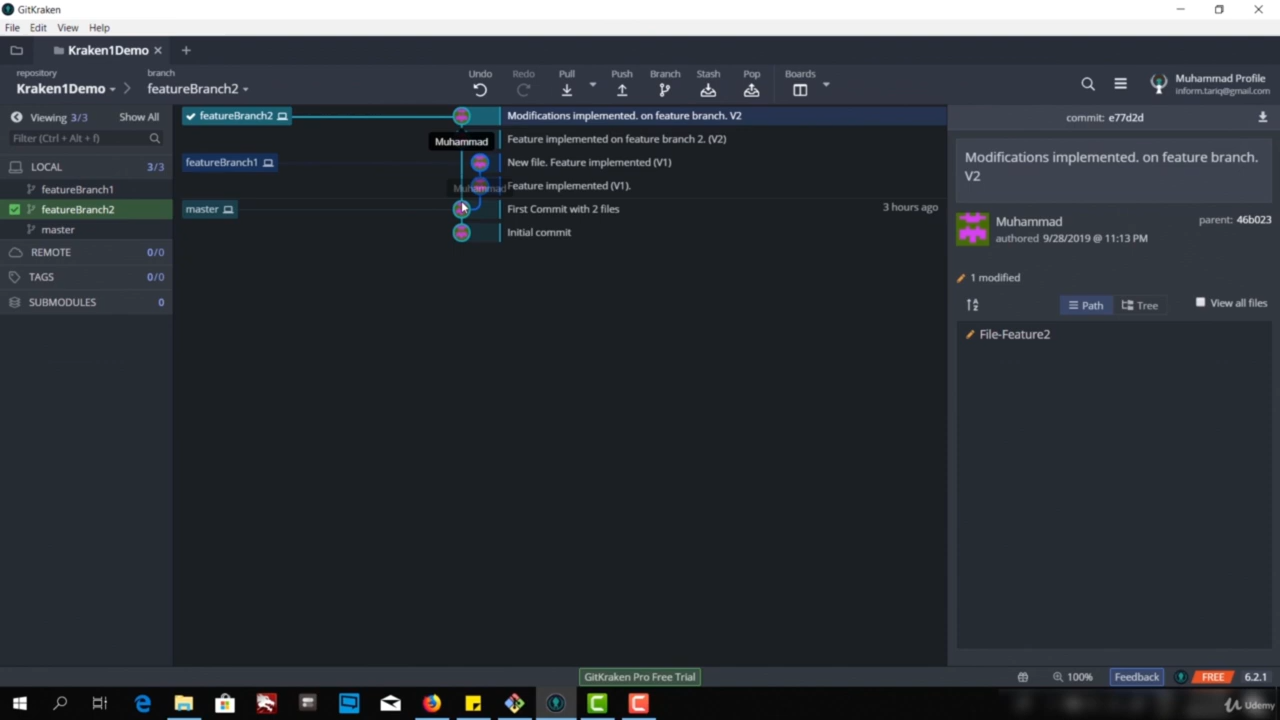 GitKraken
File Edit View Help
Kraken1Demo
repository
Kraken1Demo
branch
featureBranch2
Undo
Redo
Pull
Push
Branch
Stash
Pop
Boards
Muhammad Profile
inform.tariq@gmail.com
Viewing 3/3 Show All
Filter (Ctrl + Alt + f)
LOCAL 3/3
featureBranch1
featureBranch2
master
REMOTE 0/0
TAGS 0/0
SUBMODULES 0
featureBranch2 Modifications implemented. on feature branch. V2
Muhammad
Feature implemented on feature branch 2. (V2)
featureBranch1 New file. Feature implemented (V1)
Muhammad
Feature implemented (V1).
master First Commit with 2 files 3 hours ago
Initial commit
commit: e77d2d
Modifications implemented. on feature branch.
V2
Muhammad
authored 9/28/2019 @ 11:13 PM
parent: 46b023
1 modified
Path
Tree
View all files
File-Feature2
GitKraken Pro Free Trial
100%
Feedback
FREE
6.2.1
Udemy